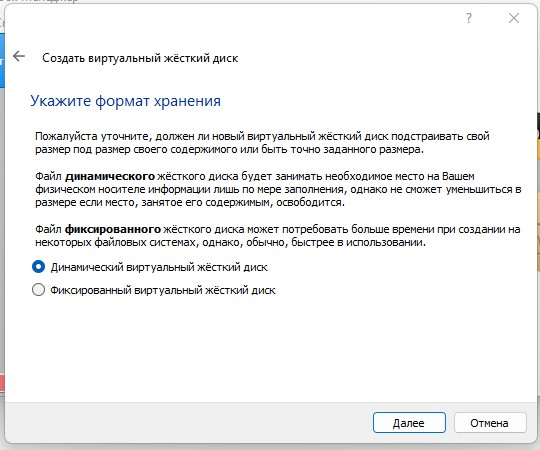 Создать виртуальный жёсткий диск
Укажите формат хранения
Пожалуйста уточните, должен ли новый виртуальный жёсткий диск подстраивать свой
размер под размер своего содержимого или быть точно заданного размера.
Файл динамического жёсткого диска будет занимать необходимое место на Вашем
физическом носителе информации лишь по мере заполнения, однако не сможет уменьшиться в
размере если место, занятое его содержимым, освободится.
Файл фиксированного жёсткого диска может потребовать больше времени при создании на
некоторых файловых системах, однако, обычно, быстрее в использовании.
Динамический виртуальный жёсткий диск
Фиксированный виртуальный жёсткий диск
Далее
Отмена